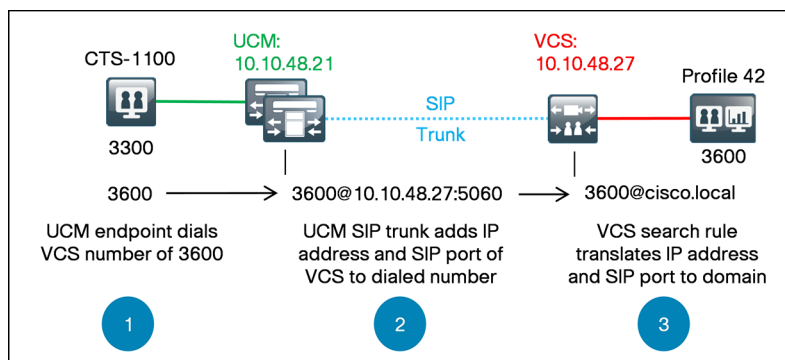 CTS-1100
UCM:
10.10.48.21
VCS:
10.10.48.27
Profile 42
SIP
Trunk
3300
3600
3600
3600@10.10.48.27:5060
3600@cisco.local
UCM endpoint dials
VCS number of 3600
UCM SIP trunk adds IP
address and SIP port of
VCS to dialed number
VCS search rule
translates IP address
and SIP port to domain
1
2
3